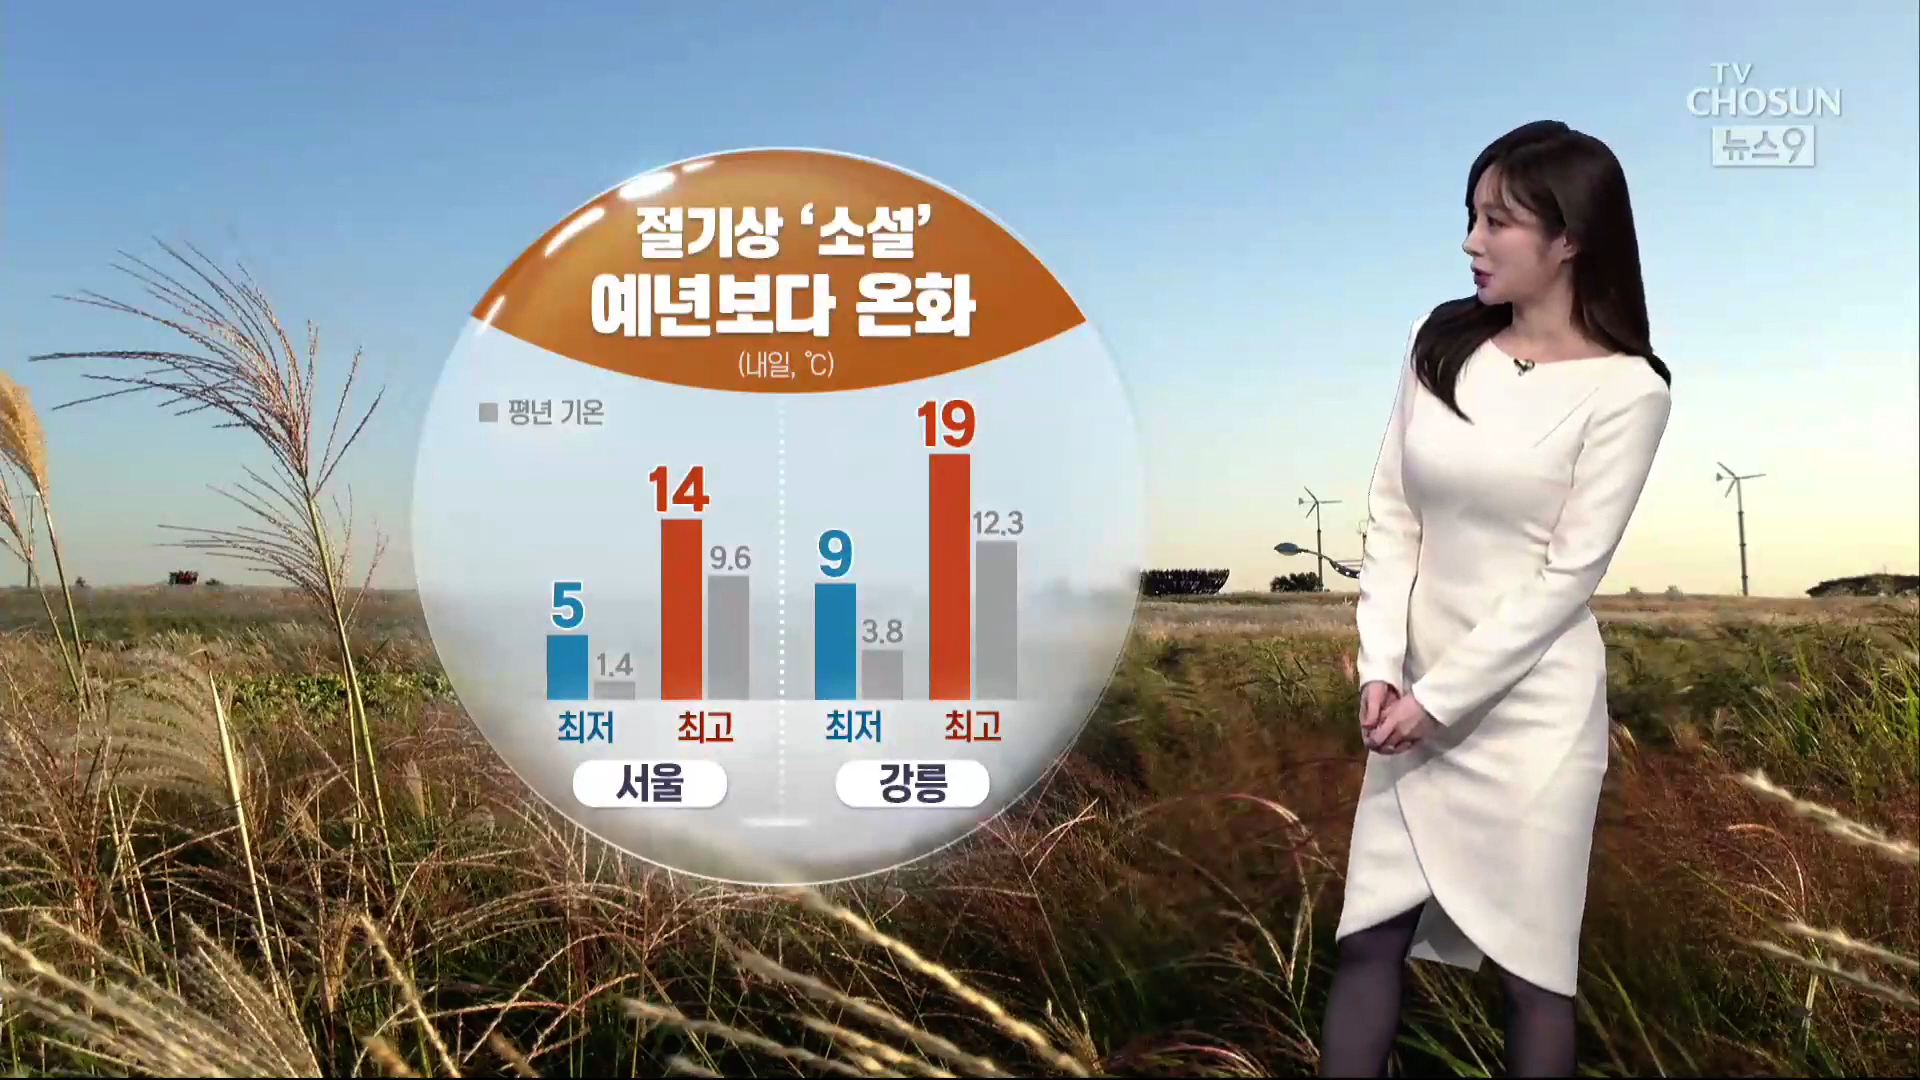 TV
CHOSUN
뉴스9
절기상 ‘소설’
예년보다 온화
(내일, ℃)
평년 기온
5
1.4
14
9.6
9
3.8
19
12.3
최저
최고
최저
최고
서울
강릉